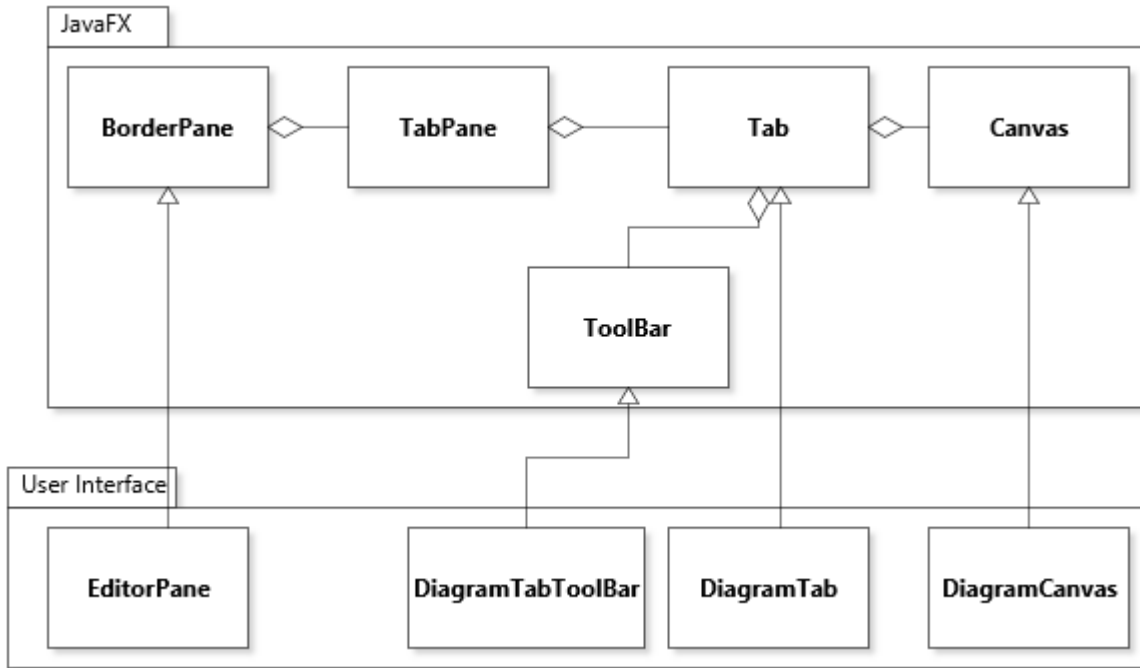 JavaFX
BorderPane
TabPane
Tab
Canvas
ToolBar
User Interface
EditorPane
DiagramTabToolBar
DiagramTab
DiagramCanvas